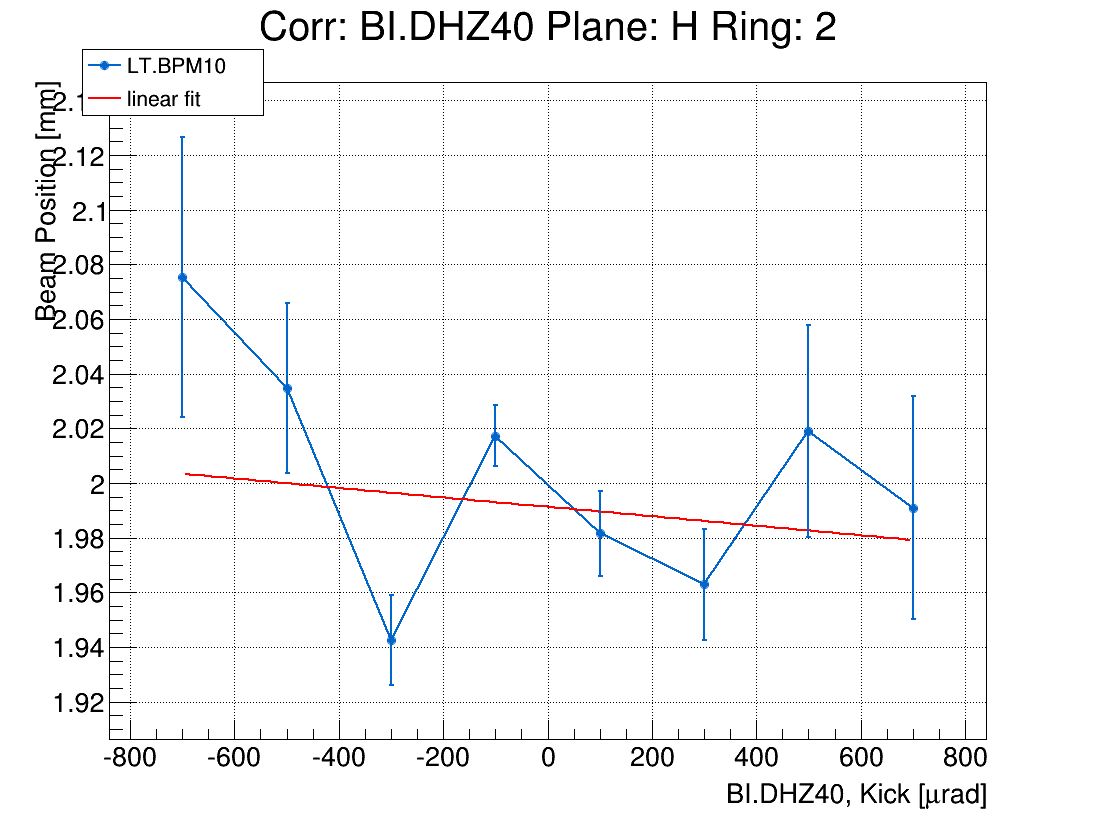 Corr: BI.DHZ40 Plane: H Ring: 2
LT.BPM10
linear fit
Beam Position [mm]
2.12
2.1
2.08
2.06
2.04
2.02
2
1.98
1.96
1.94
1.92
-800 -600 -400 -200 0 200 400 600 800
BI.DHZ40, Kick [μrad]